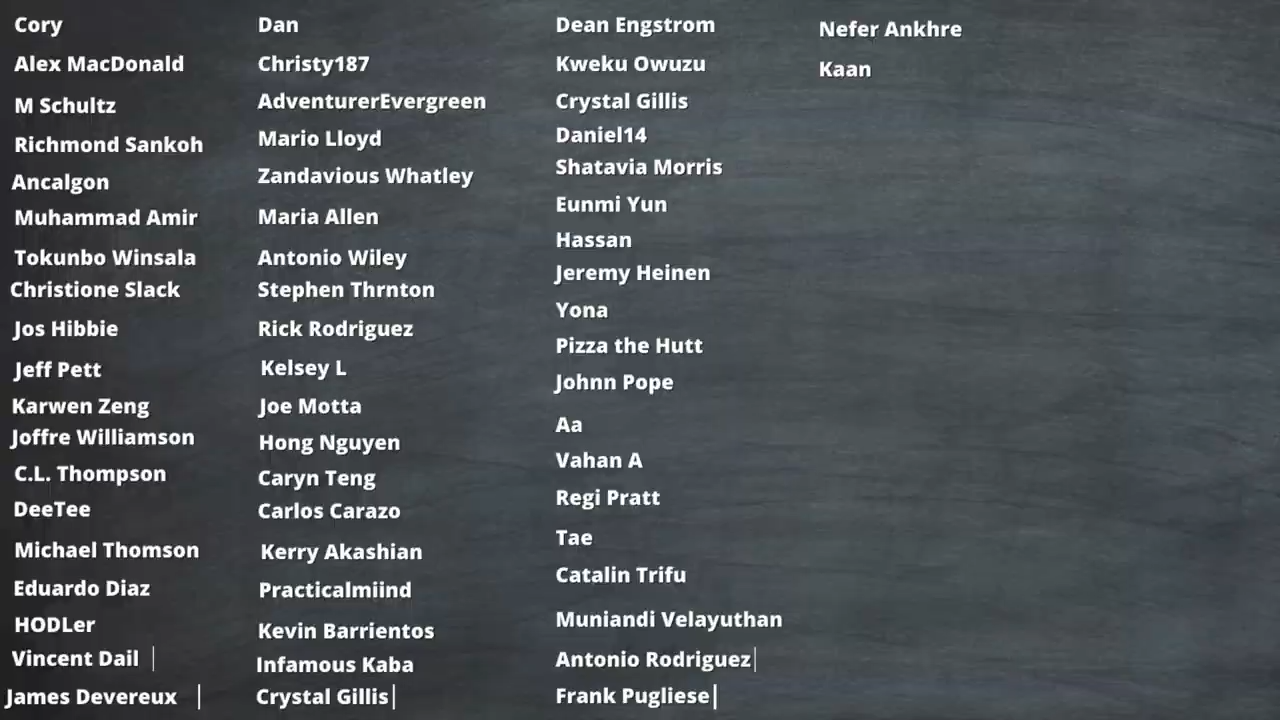 Cory
Alex MacDonald
M Schultz
Richmond Sankoh
Ancalgon
Muhammad Amir
Tokunbo Winsala
Christione Slack
Jos Hibbie
Jeff Pett
Karwen Zeng
Joffre Williamson
C.L. Thompson
DeeTee
Michael Thomson
Eduardo Diaz
HODLer
Vincent Dail |
James Devereux |
Dan
Christy187
AdventurerEvergreen
Mario Lloyd
Zandavious Whatley
Maria Allen
Antonio Wiley
Stephen Thrnton
Rick Rodriguez
Kelsey L
Joe Motta
Hong Nguyen
Caryn Teng
Carlos Carazo
Kerry Akashian
Practicalmiind
Kevin Barrientos
Infamous Kaba
Crystal Gillis|
Dean Engstrom
Kweku Owuzu
Crystal Gillis
Daniel14
Shatavia Morris
Eunmi Yun
Hassan
Jeremy Heinen
Yona
Pizza the Hutt
Johnn Pope
Aa
Vahan A
Regi Pratt
Tae
Catalin Trifu
Muniandi Velayuthan
Antonio Rodriguez|
Frank Pugliese|
Nefer Ankhre
Kaan